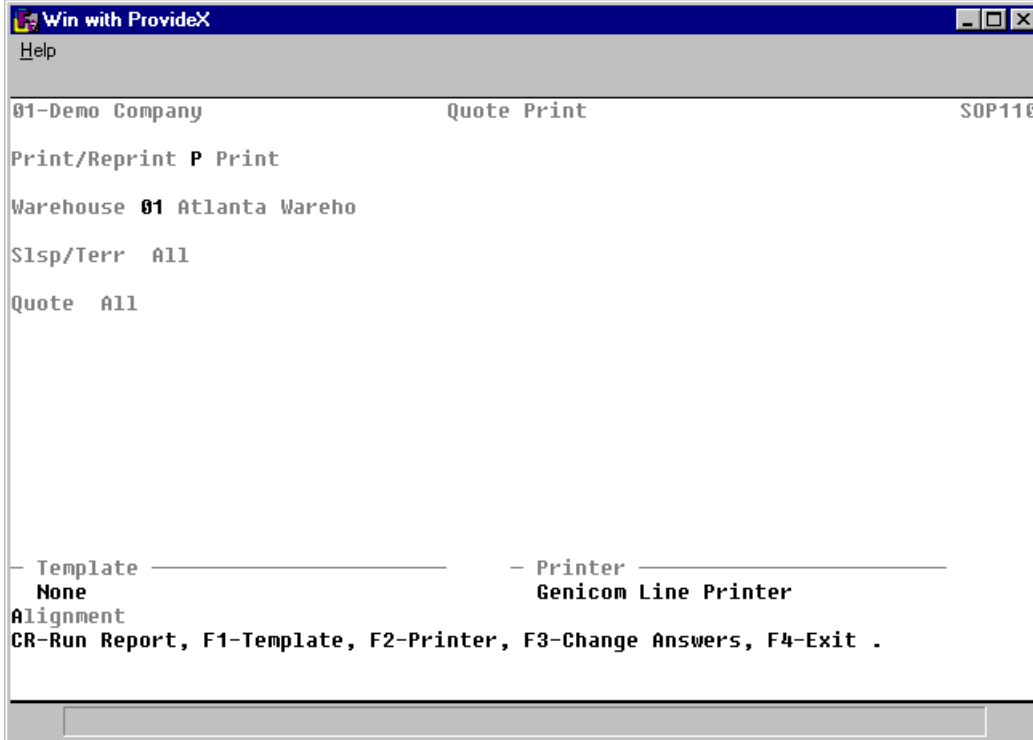 Win with ProvideX
Help
01-Demo Company Quote Print SOP110
Print/Reprint P Print
Warehouse 01 Atlanta Wareho
Slsp/Terr All
Quote All
Template Printer
None Genicom Line Printer
Alignment
CR-Run Report, F1-Template, F2-Printer, F3-Change Answers, F4-Exit .